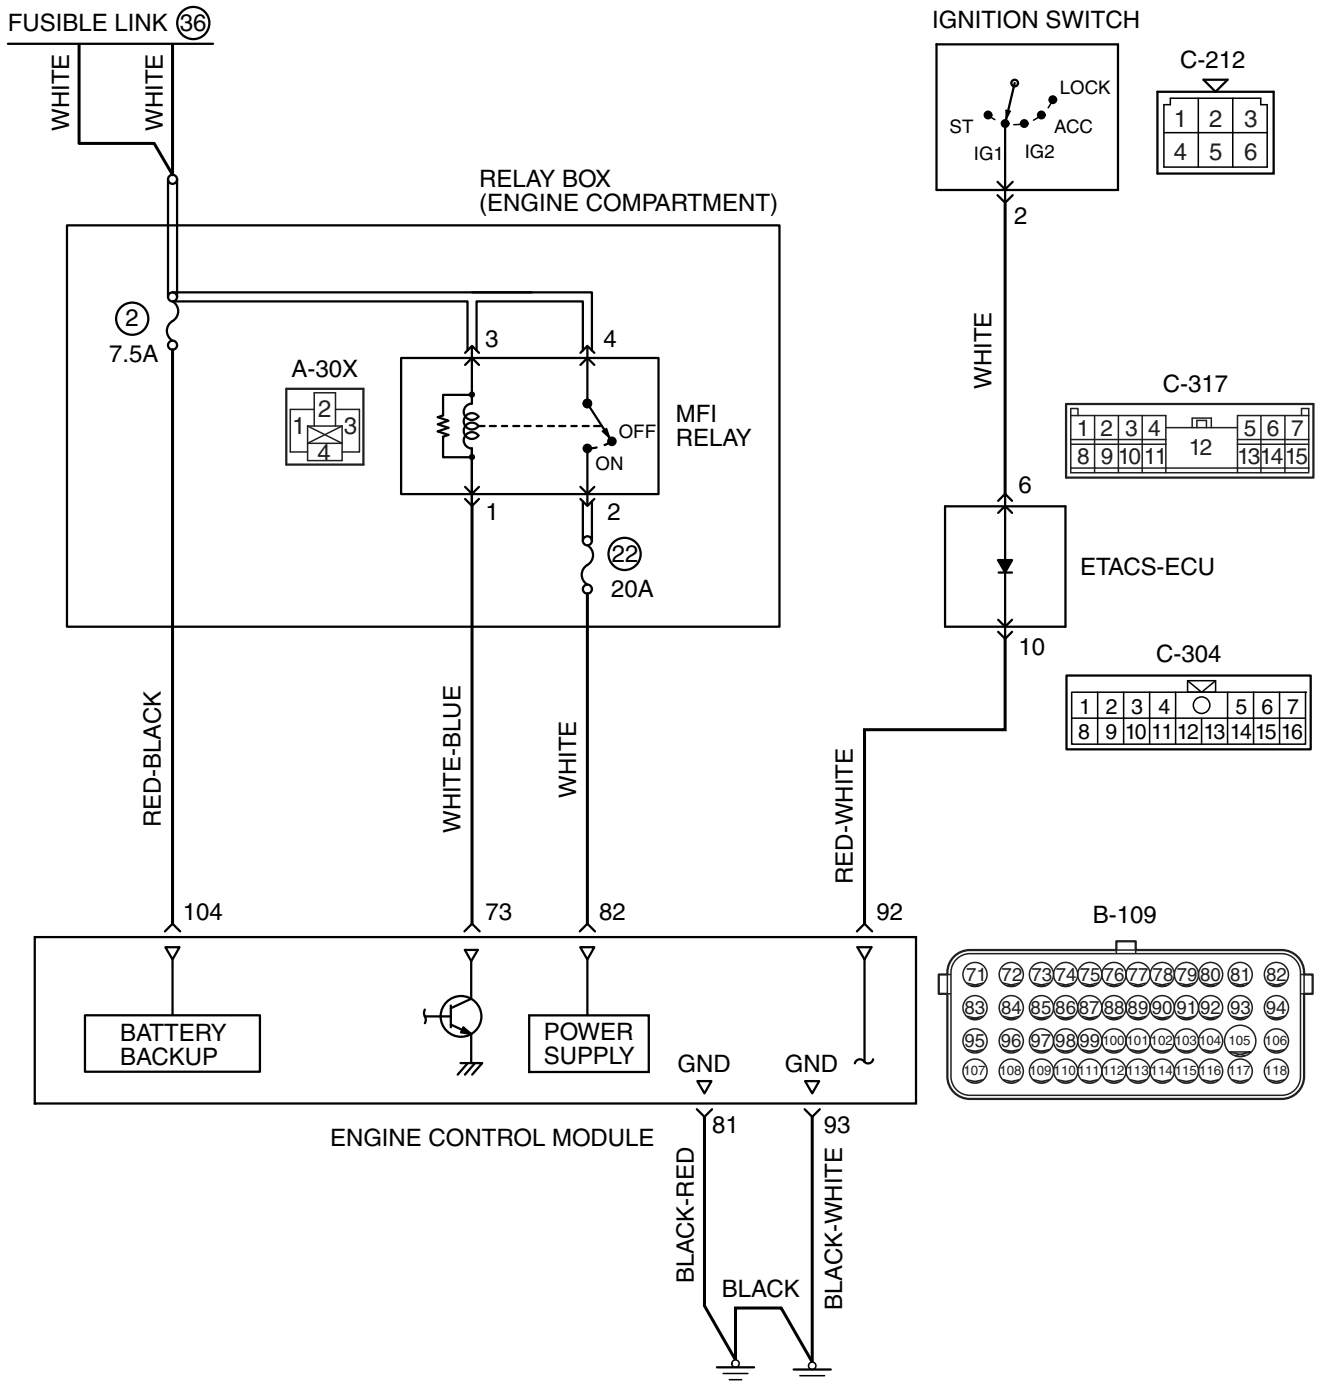 FUSIBLE LINK 36
IGNITION SWITCH
WHITE
WHITE
C-212
LOCK
ST
ACC
IG1
IG2
1 2 3
4 5 6
2
RELAY BOX
(ENGINE COMPARTMENT)
2
7.5A
3
4
A-30X
2
1
3
4
MFI
RELAY
OFF
ON
1
2
22
20A
WHITE
C-317
1 2 3 4 12 5 6 7
8 9 10 11 13 14 15
6
ETACS-ECU
10
C-304
1 2 3 4 5 6 7
8 9 10 11 12 13 14 15 16
RED-BLACK
WHITE-BLUE
WHITE
RED-WHITE
104
73
82
92
BATTERY
BACKUP
POWER
SUPPLY
GND
GND
B-109
71 72 73 74 75 76 77 78 79 80 81 82
83 84 85 86 87 88 89 90 91 92 93 94
95 96 97 98 99 100 101 102 103 104 105 106
107 108 109 110 111 112 113 114 115 116 117 118
ENGINE CONTROL MODULE
81
93
BLACK-RED
BLACK-WHITE
BLACK